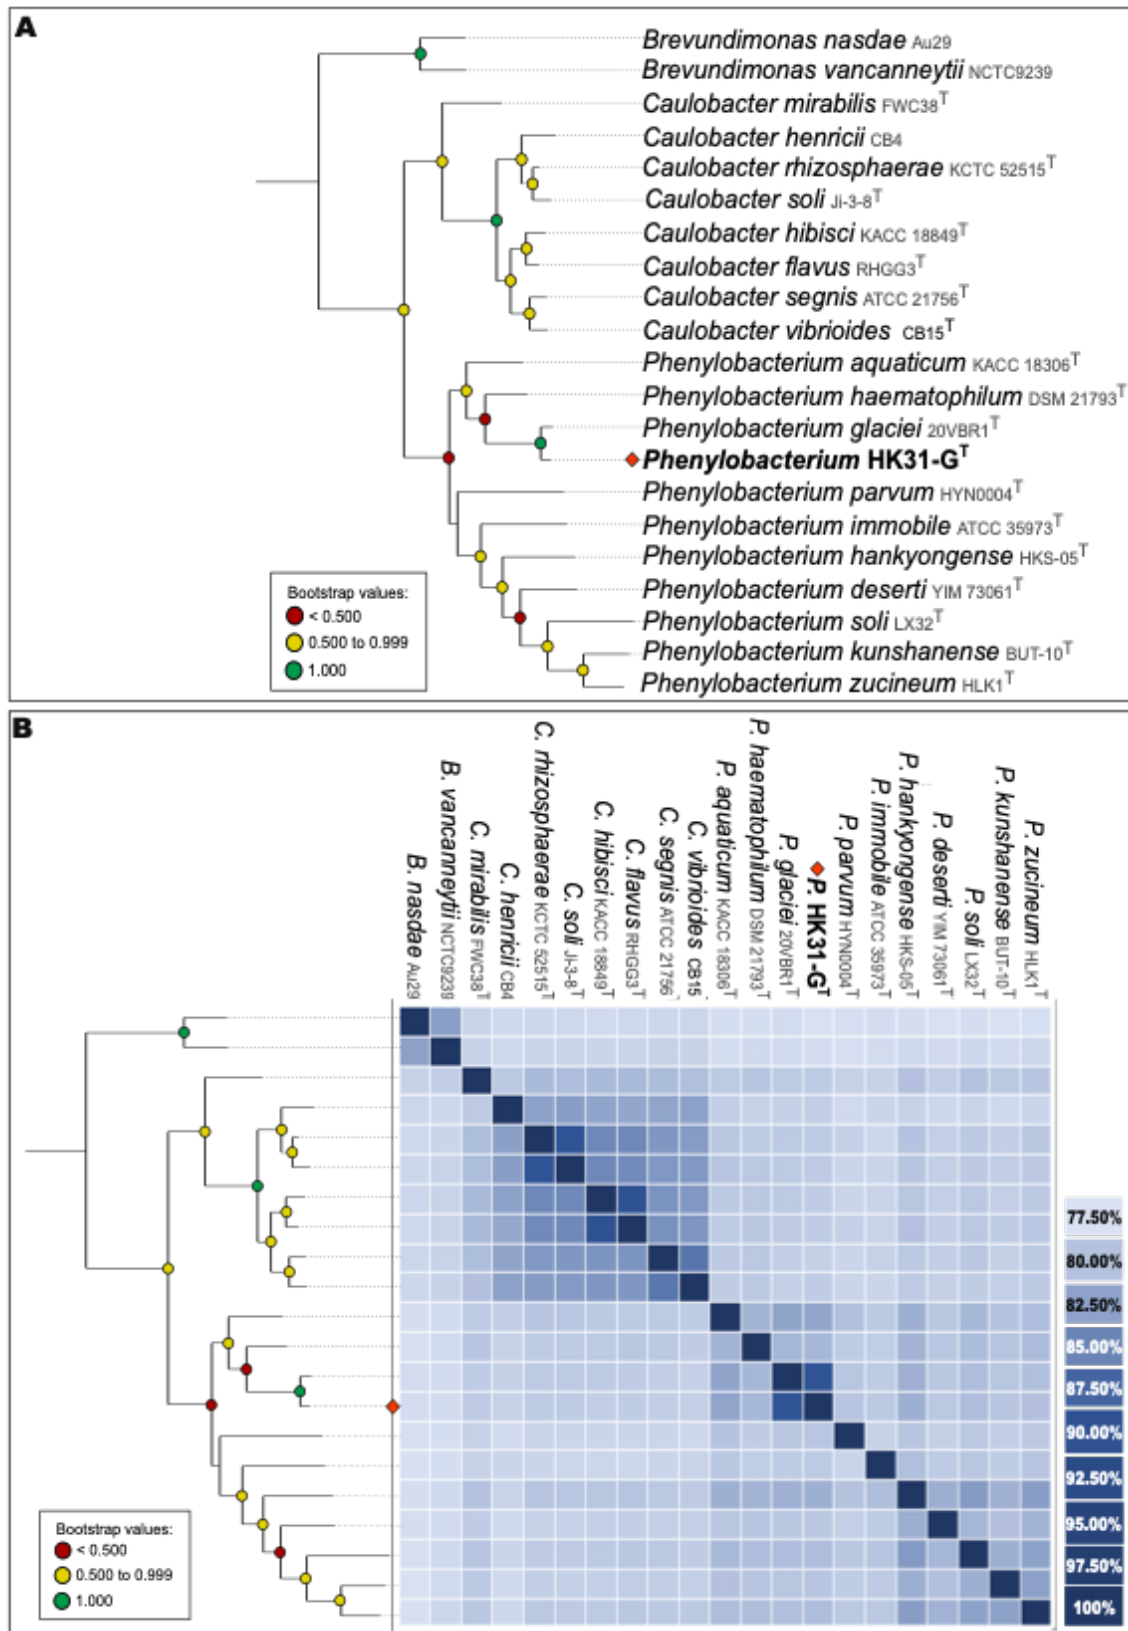 A
Brevundimonas nasdae Au29
Brevundimonas vancanneytii NCTC9239
Caulobacter mirabilis FWC38T
Caulobacter henricii CB4
Caulobacter rhizosphaerae KCTC 52515T
Caulobacter soli Ji-3-8T
Caulobacter hibisci KACC 18849T
Caulobacter flavus RHGG3T
Caulobacter segnis ATCC 21756T
Caulobacter vibrioides CB15T
Phenylobacterium aquaticum KACC 18306T
Phenylobacterium haematophilum DSM 21793T
Phenylobacterium glaciei 20VBR1T
Phenylobacterium HK31-GT
Phenylobacterium parvum HYN0004T
Phenylobacterium immobile ATCC 35973T
Phenylobacterium hankyongense HKS-05T
Phenylobacterium deserti YIM 73061T
Phenylobacterium soli LX32T
Phenylobacterium kunshanense BUT-10T
Phenylobacterium zucineum HLK1T
Bootstrap values:
< 0.500
0.500 to 0.999
1.000
B
B. nasdae Au29
B. vancanneytii NCTC9239
C. mirabilis FWC38T
C. henricii CB4
C. rhizosphaerae KCTC 52515T
C. soli Ji-3-8T
C. hibisci KACC 18849T
C. flavus RHGG3T
C. segnis ATCC 21756T
C. vibrioides CB15
P. aquaticum KACC 18306T
P. haematophilum DSM 21793T
P. glaciei 20VBR1T
P. HK31-GT
P. parvum HYN0004T
P. immobile ATCC 35973T
P. hankyongense HKS-05T
P. deserti YIM 73061T
P. soli LX32T
P. kunshanense BUT-10T
P. zucineum HLK1T
77.50%
80.00%
82.50%
85.00%
87.50%
90.00%
92.50%
95.00%
97.50%
100%
Bootstrap values:
< 0.500
0.500 to 0.999
1.000